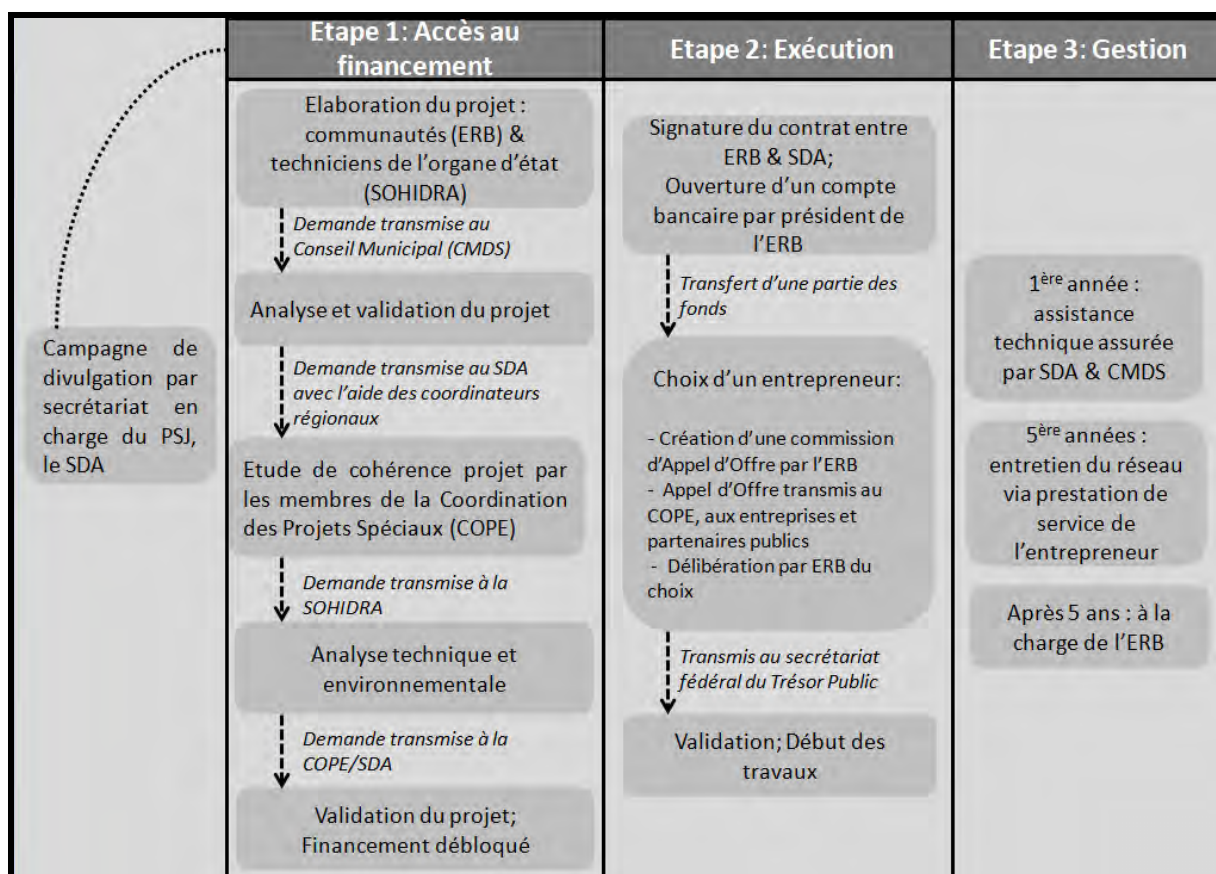 Campagne de
divulgation par
secrétariat en
charge du PSJ,
le SDA
Etape 1: Accès au
financement
Elaboration du projet :
communautés (ERB) &
techniciens de l'organe d'état
(SOHIDRA)
Demande transmise au
Conseil Municipal (CMDS)
Analyse et validation du projet
Demande transmise au SDA
avec l'aide des coordinateurs
régionaux
Etude de cohérence projet par
les membres de la Coordination
des Projets Spéciaux (COPE)
Demande transmise à la
SOHIDRA
Analyse technique et
environnementale
Demande transmise à la
COPE/SDA
Validation du projet;
Financement débloqué
Etape 2: Exécution
Signature du contrat entre
ERB & SDA;
Ouverture d'un compte
bancaire par président de
l'ERB
Transfert d'une partie des
fonds
Choix d'un entrepreneur:
- Création d'une commission
d'Appel d'Offre par l'ERB
- Appel d'Offre transmis au
COPE, aux entreprises et
partenaires publics
- Délibération par ERB du
choix
Transmis au secrétariat
fédéral du Trésor Public
Validation; Début des
travaux
Etape 3: Gestion
1ère année :
assistance
technique assurée
par SDA & CMDS
5ère années :
entretien du réseau
via prestation de
service de
l'entrepreneur
Après 5 ans : à la
charge de l'ERB